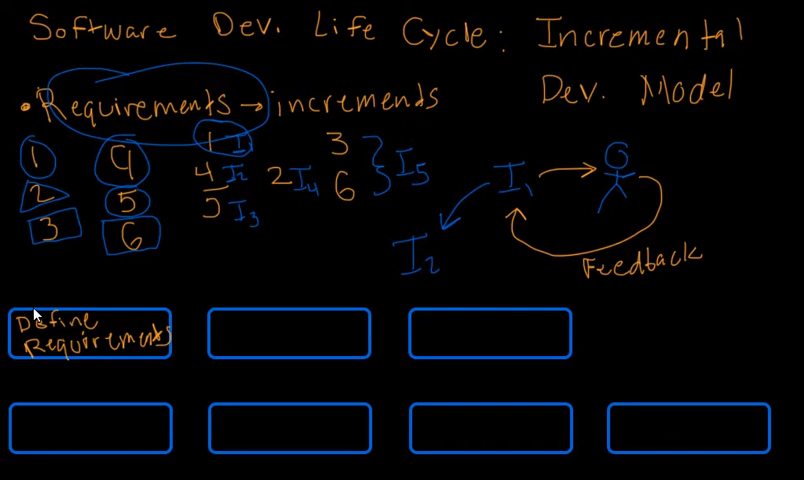 Software Dev. Life Cycle: Incremental
Dev. Model
• Requirements → increments
1 4 1 I1 3
2 5 4 I2 2 I4 6 I5
3 6 5 I3
I1
I2
Feedback
Define
Requirements